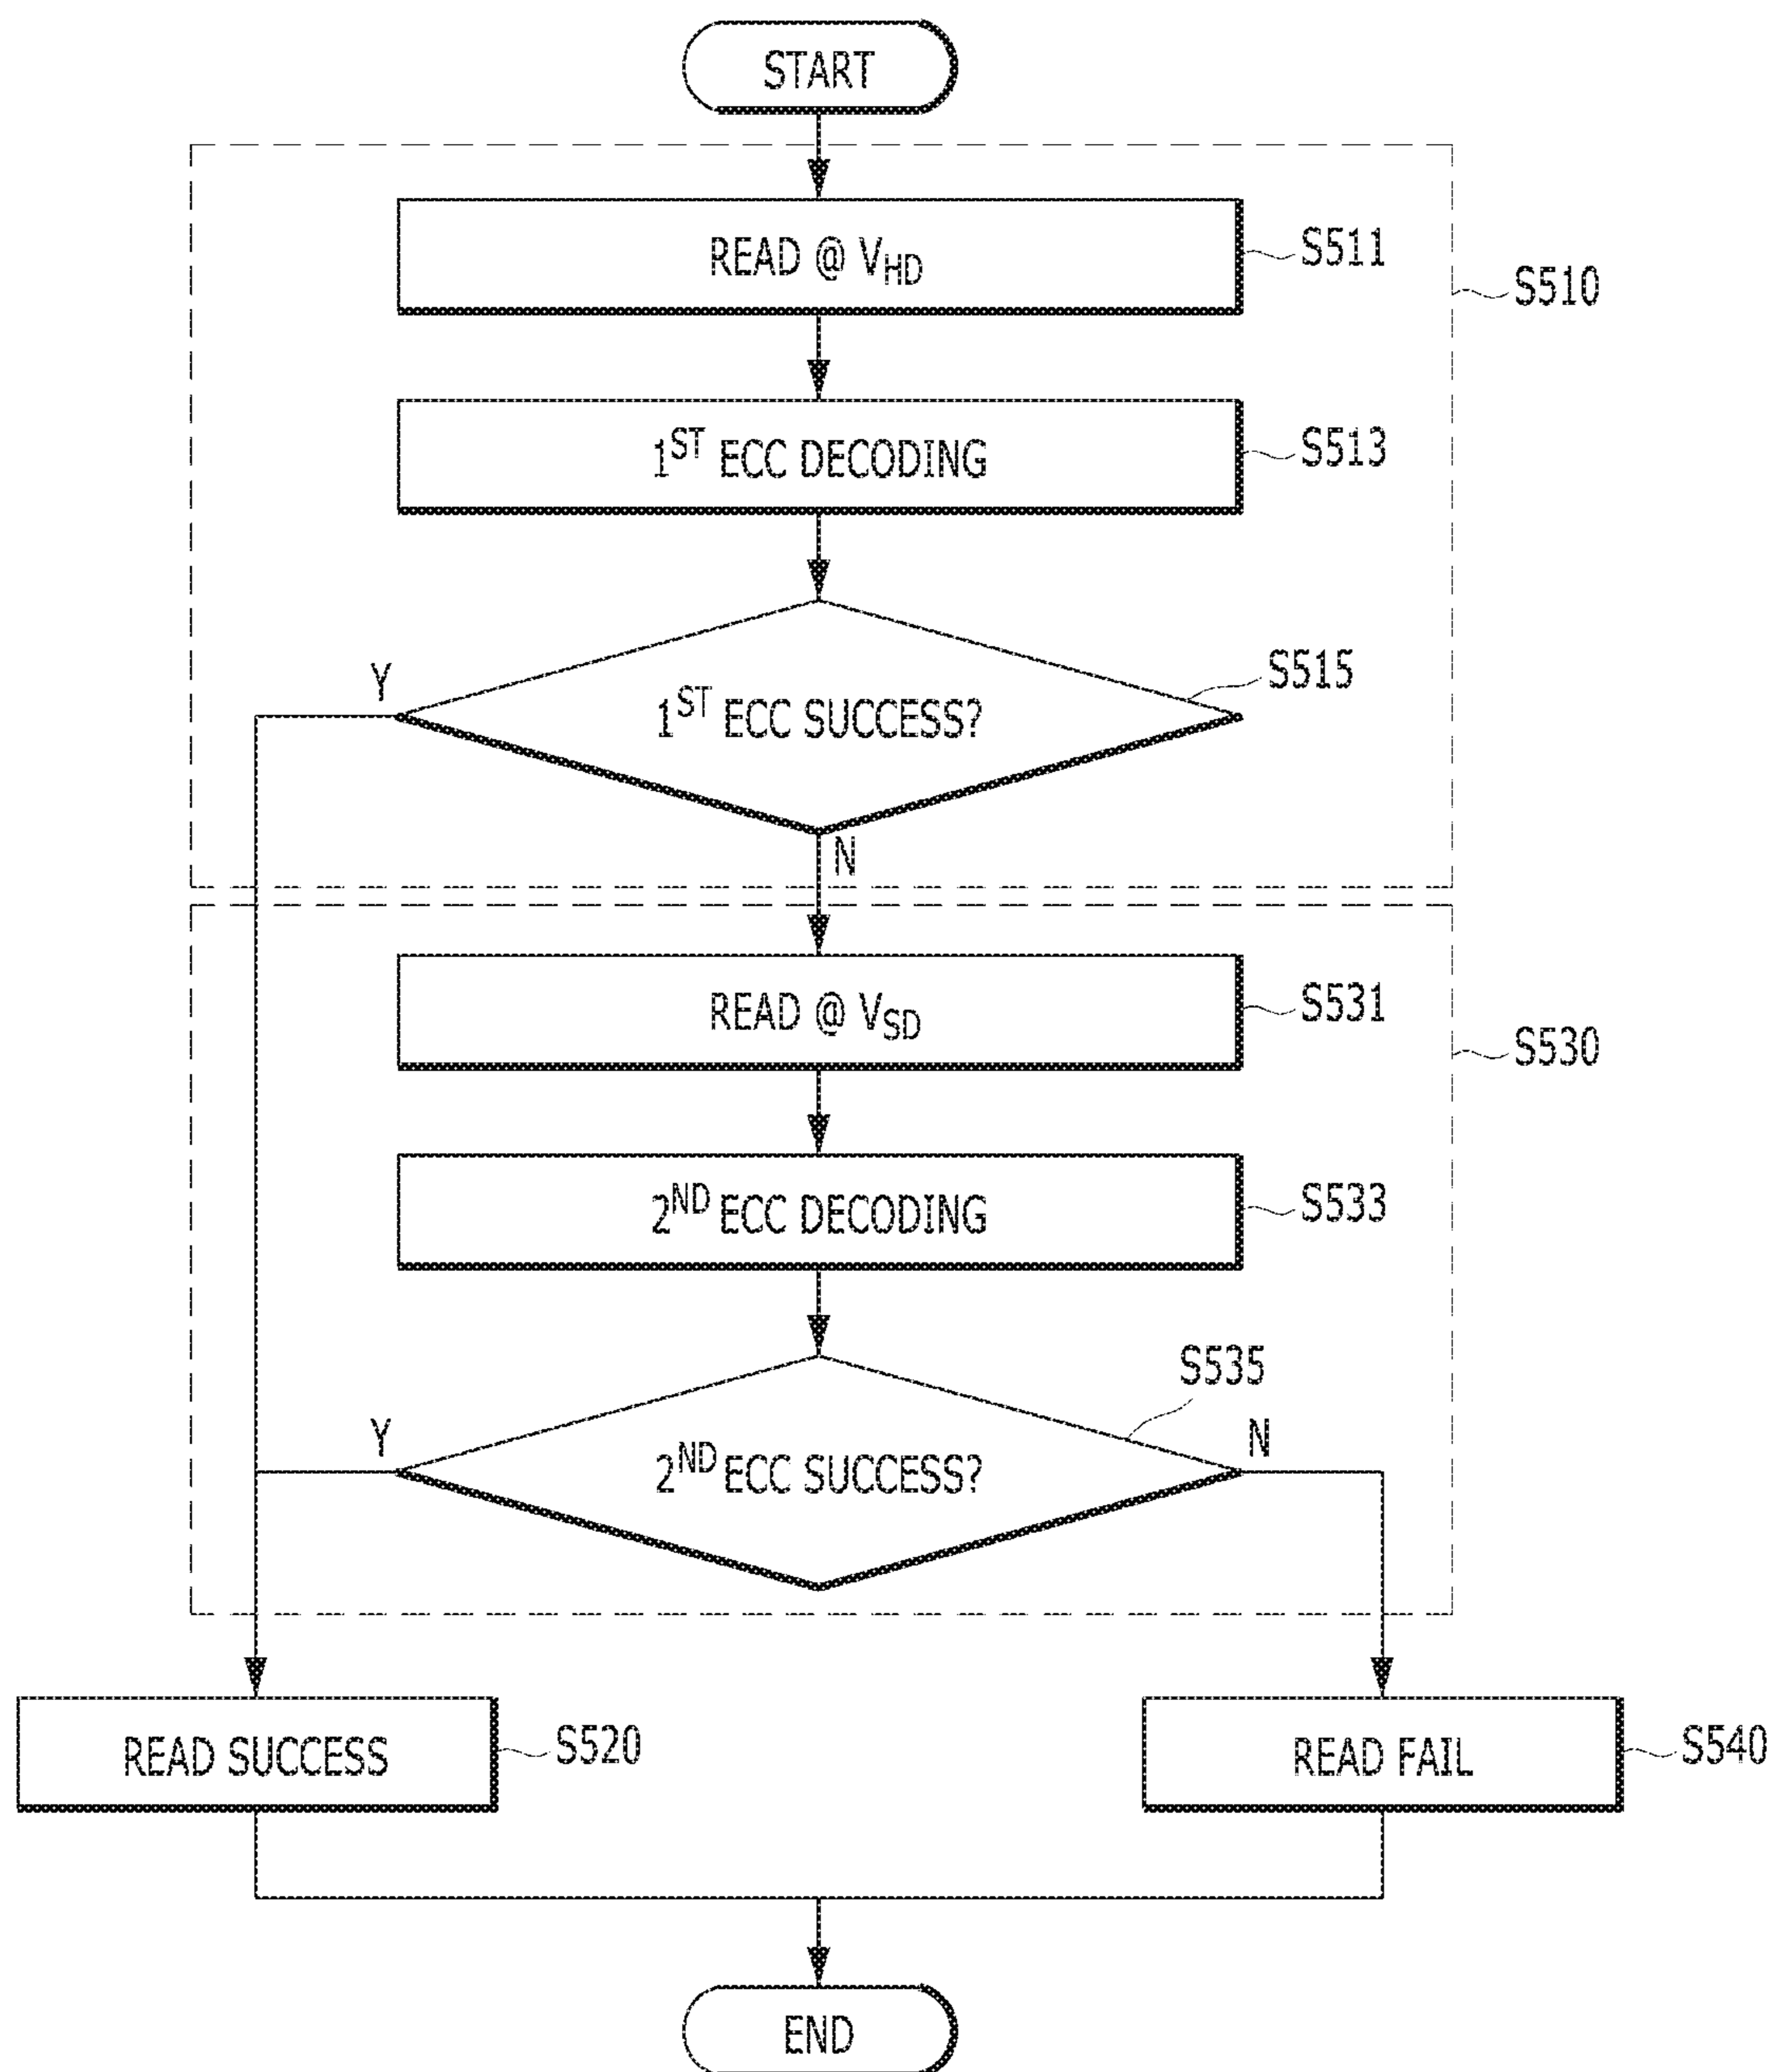 START
READ @ VHD
S511
S510
1ST ECC DECODING
S513
Y
1ST ECC SUCCESS?
S515
N
READ @ VSD
S531
S530
2ND ECC DECODING
S533
S535
Y
2ND ECC SUCCESS?
N
READ SUCCESS
S520
READ FAIL
S540
END